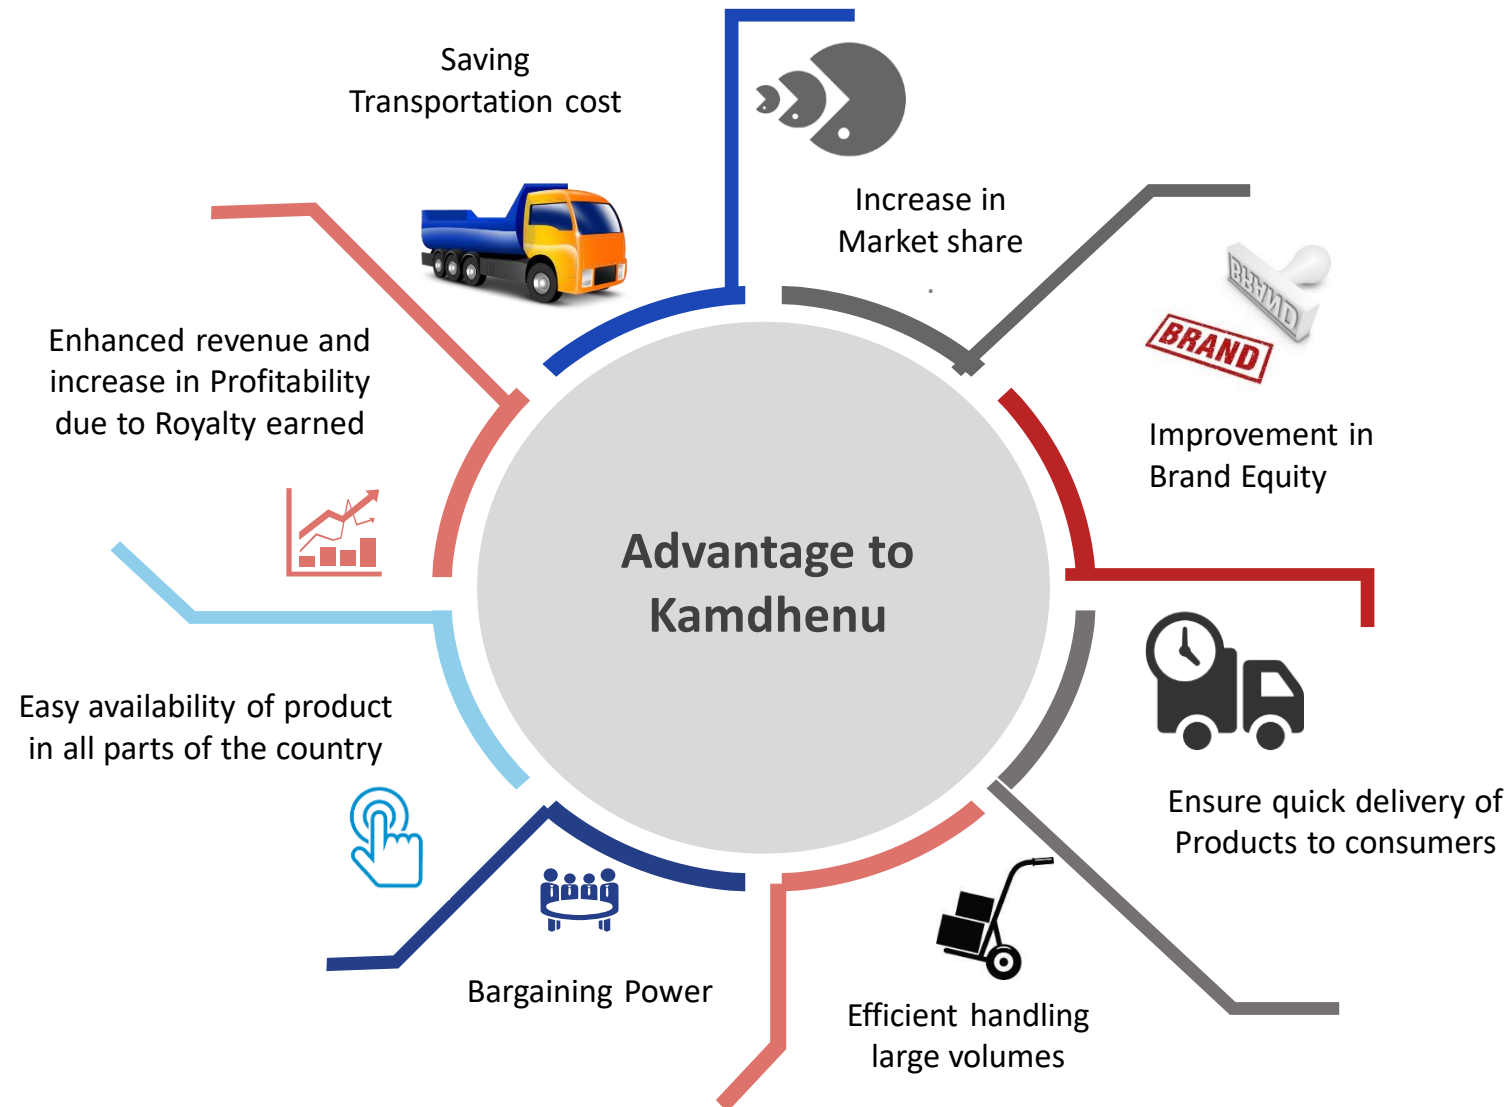 Saving
Transportation cost
Increase in
Market share
.
BRAND
BRAND
Improvement in
Brand Equity
Enhanced revenue and
increase in Profitability
due to Royalty earned
Advantage to
Kamdhenu
Easy availability of product
in all parts of the country
Ensure quick delivery of
Products to consumers
Bargaining Power
Efficient handling
large volumes